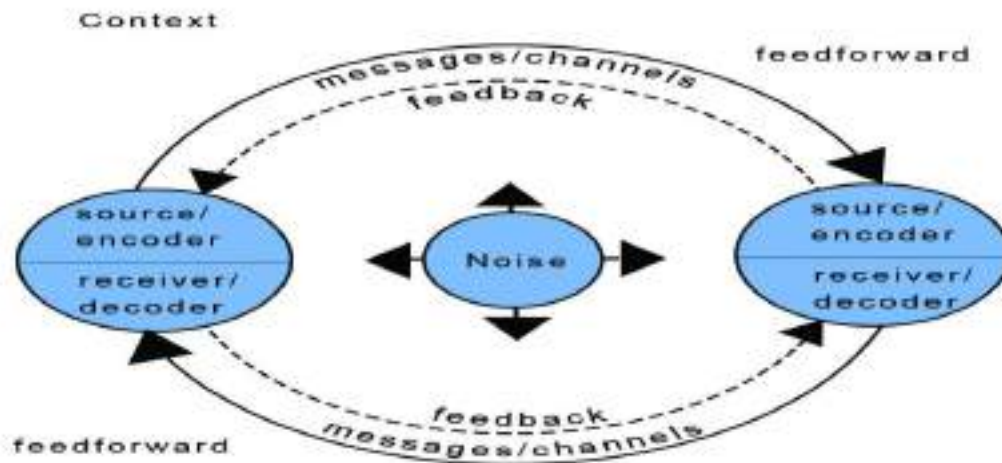 Context
feedforward
messages/channels
feedback
source/
encoder
receiver/
decoder
Noise
source/
encoder
receiver/
decoder
feedback
messages/channels
feedforward